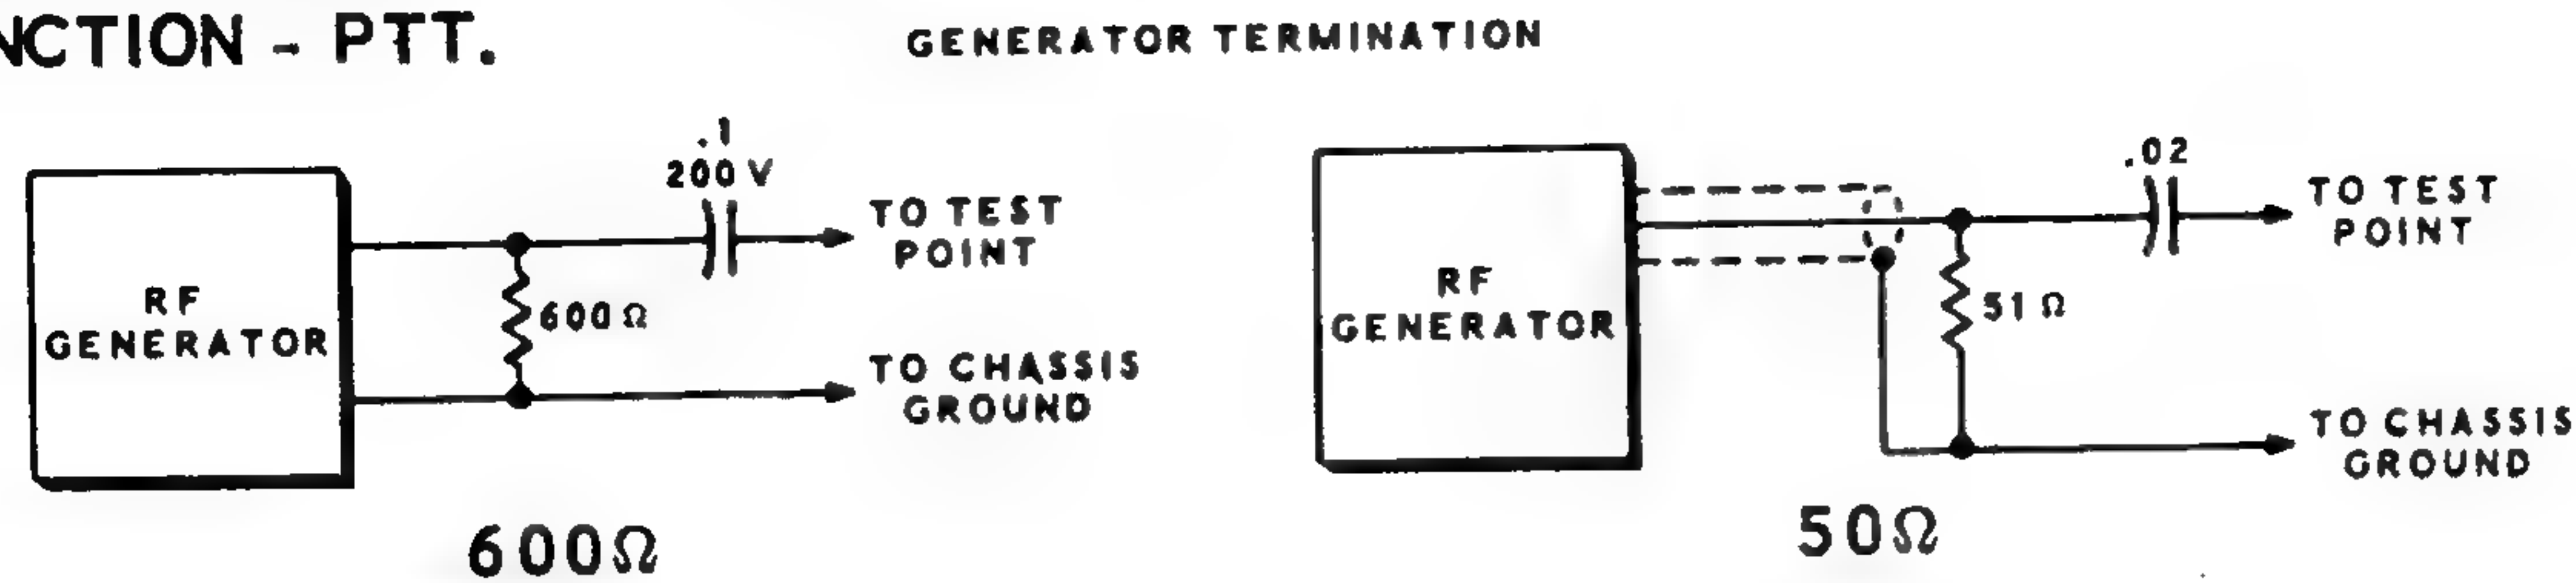 NCTION - PTT.
GENERATOR TERMINATION
RF
GENERATOR
.1
200 V
600 Ω
TO TEST
POINT
TO CHASSIS
GROUND
600Ω
RF
GENERATOR
.02
51 Ω
TO TEST
POINT
TO CHASSIS
GROUND
50Ω